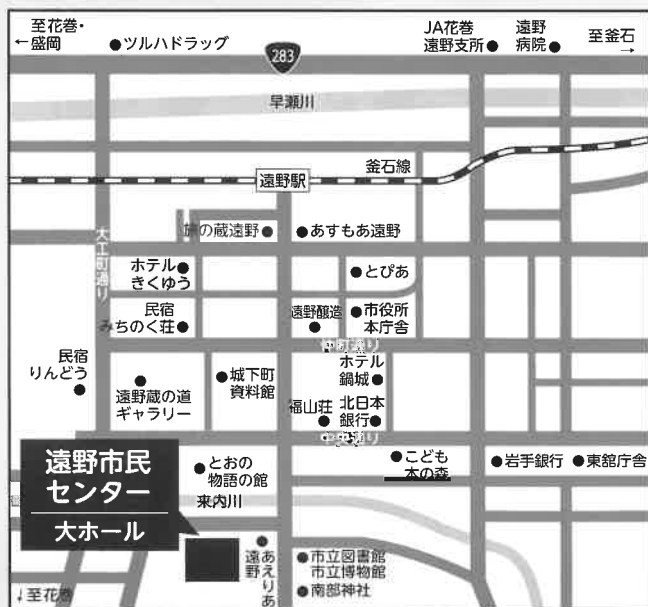 至花巻・
盛岡
ツルハドラッグ
283
JA花巻
遠野支所
遠野
病院
至釜石
早瀬川
釜石線
遠野駅
旅の蔵遠野
あすもあ遠野
大工町通り
ホテル
きくゆう
とぴあ
民宿
みちのく荘
遠野醸造
市役所
本庁舎
仲町通り
民宿
りんどう
遠野蔵の道
ギャラリー
城下町
資料館
ホテル
鍋城
福山荘
北日本
銀行
中央通り
遠野市民
センター
大ホール
とおの
物語の館
こども
本の森
岩手銀行
東舘庁舎
来内川
あえりあ
遠野
市立図書館
市立博物館
南部神社
至花巻